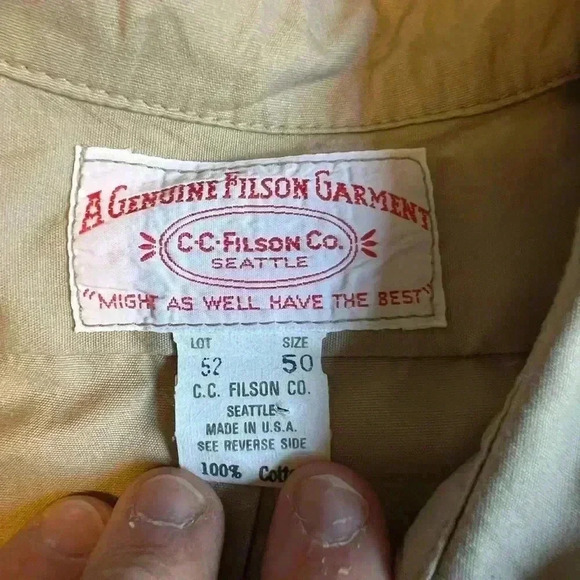 A GENUINE FILSON GARMENT
C·C·FILSON CO.
SEATTLE
"MIGHT AS WELL HAVE THE BEST"
LOT SIZE
52 50
C.C. FILSON CO.
SEATTLE
MADE IN U.S.A.
SEE REVERSE SIDE
100%